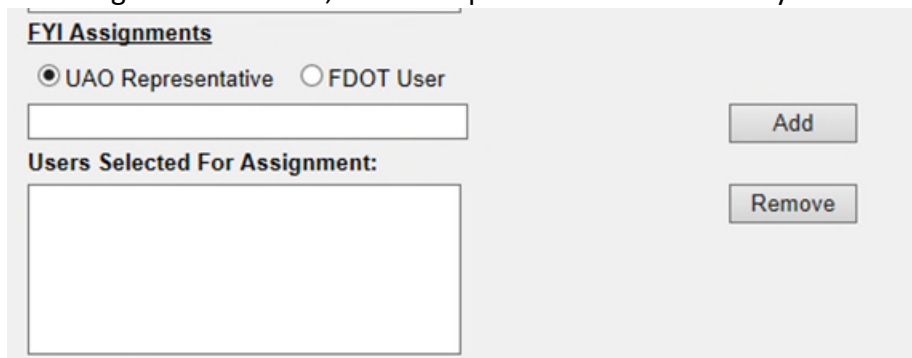 FYI Assignments
UAO Representative FDOT User
Add
Users Selected For Assignment:
Remove